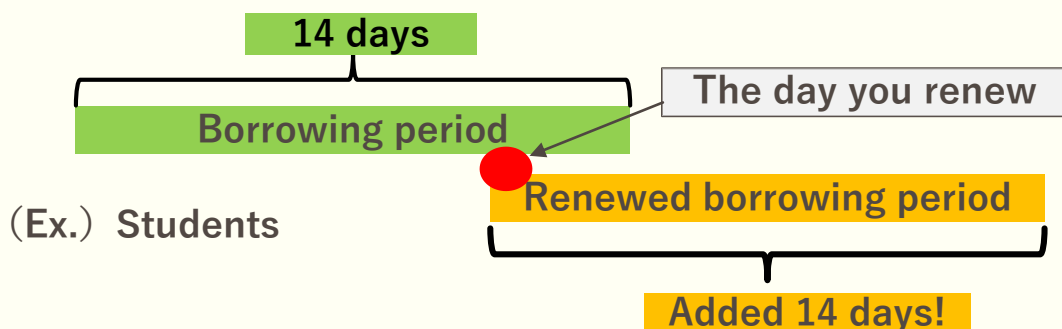 14 days
The day you renew
Borrowing period
Renewed borrowing period
（Ex.）Students
Added 14 days!